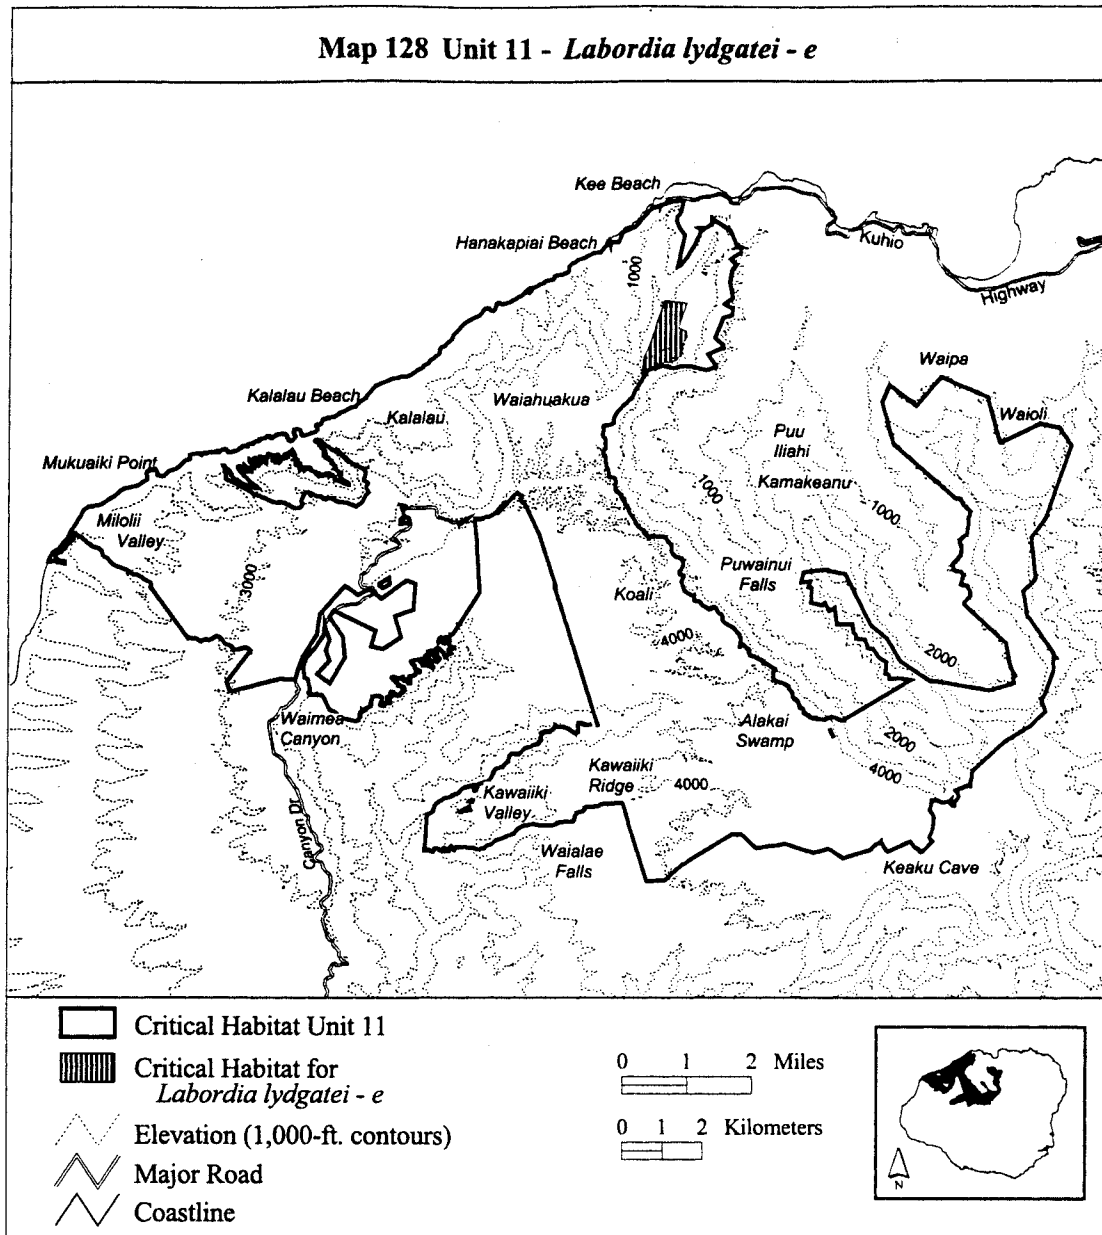 Map 128 Unit 11 - Labordia lydgatei - e
Kee Beach
Hanakapiai Beach
Kuhio
Highway
1000
Waipa
Kalalau Beach
Kalalau
Waiahuakua
Waioli
Mukuaiki Point
Puu
Iliahi
Kamakeanu
1000
1000
Milolii
Valley
3000
Puwainui
Falls
Koali
4000
2000
Waimea
Canyon
Alakai
Swamp
2000
4000
Kawaiiki
Ridge
4000
Kawaiiki
Valley
Canyon Dr
Waialae
Falls
Keaku Cave
Critical Habitat Unit 11
Critical Habitat for
Labordia lydgatei - e
Elevation (1,000-ft. contours)
Major Road
Coastline
0 1 2 Miles
0 1 2 Kilometers
N